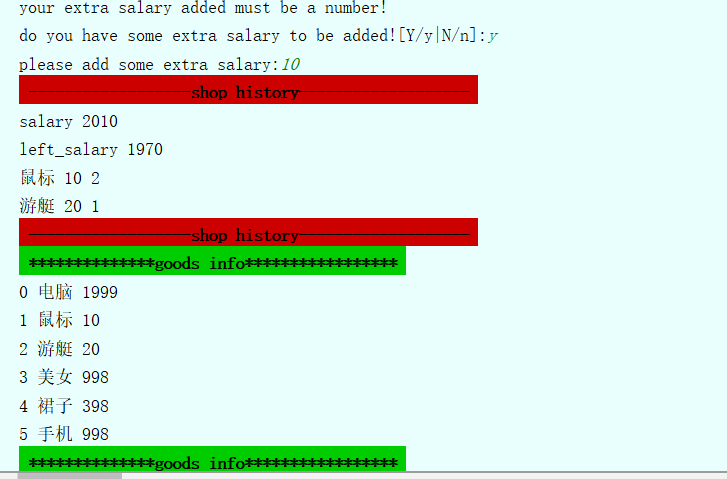 your extra salary added must be a number!
do you have some extra salary to be added![Y/y|N/n]:y
please add some extra salary:10
-------------------shop history-------------------
salary 2010
left_salary 1970
鼠标 10 2
游艇 20 1
-------------------shop history-------------------
**************goods info*****************
0 电脑 1999
1 鼠标 10
2 游艇 20
3 美女 998
4 裙子 398
5 手机 998
**************goods info*****************